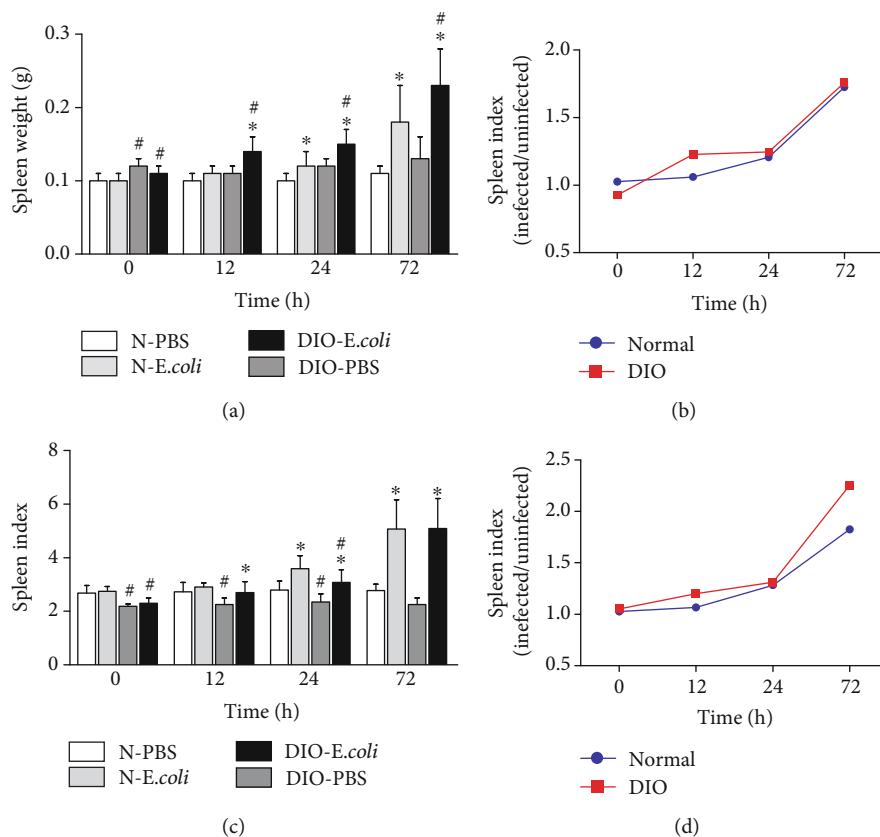 Spleen weight (g)
0.3
0.2
0.1
0.0
#
#
#
*
*
#
*
*
#
*
0 12 24 72
Time (h)
N-PBS DIO-E.coli
N-E.coli DIO-PBS
(a)
Spleen index
(inefected/uninfected)
2.0
1.5
1.0
0.5
0 12 24 72
Time (h)
Normal
DIO
(b)
Spleen index
8
6
4
2
0
#
#
#
*
*
#
#
*
*
*
0 12 24 72
Time (h)
N-PBS DIO-E.coli
N-E.coli DIO-PBS
(c)
Spleen index
(inefected/uninfected)
2.5
2.0
1.5
1.0
0.5
0 12 24 72
Time (h)
Normal
DIO
(d)